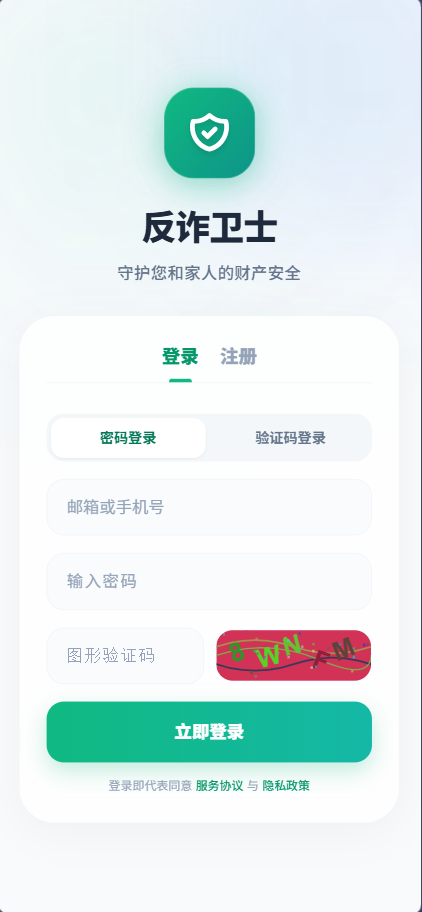 反诈卫士
守护您和家人的财产安全
登录 注册
密码登录 验证码登录
邮箱或手机号
输入密码
图形验证码
立即登录
登录即代表同意 服务协议 与 隐私政策